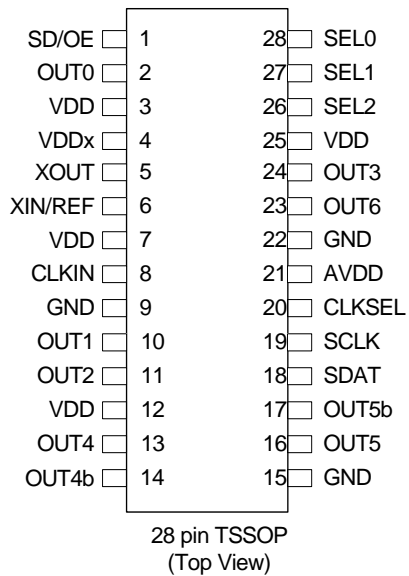 SD/OE 1 28 SEL0
OUT0 2 27 SEL1
VDD 3 26 SEL2
VDDx 4 25 VDD
XOUT 5 24 OUT3
XIN/REF 6 23 OUT6
VDD 7 22 GND
CLKIN 8 21 AVDD
GND 9 20 CLKSEL
OUT1 10 19 SCLK
OUT2 11 18 SDAT
VDD 12 17 OUT5b
OUT4 13 16 OUT5
OUT4b 14 15 GND
28 pin TSSOP
(Top View)